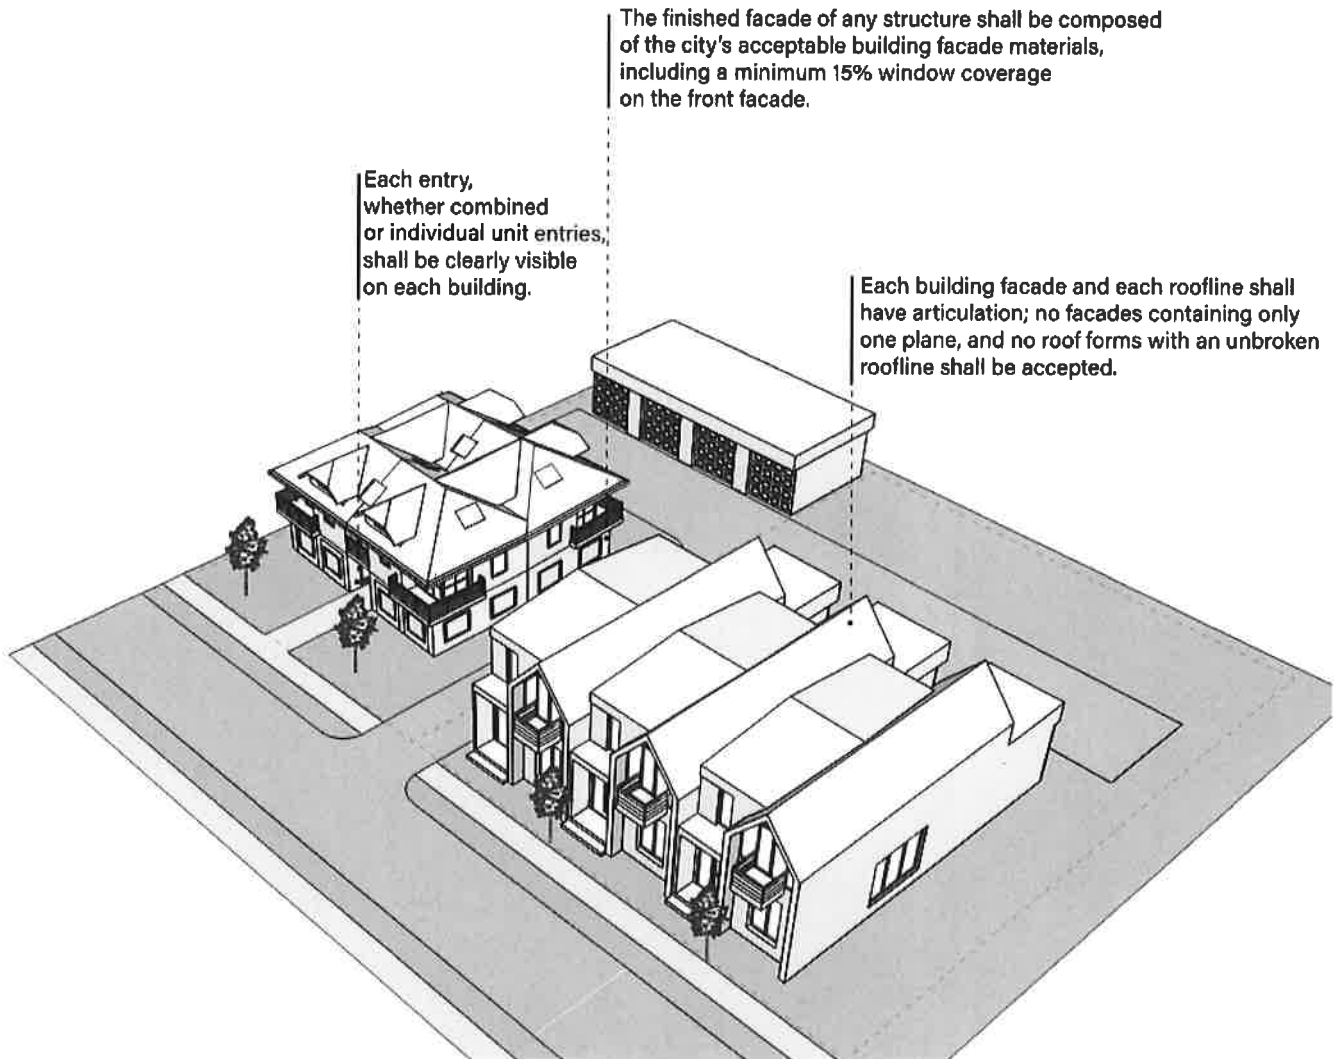 The finished facade of any structure shall be composed
of the city's acceptable building facade materials,
including a minimum 15% window coverage
on the front facade.
Each entry,
whether combined
or individual unit entries,
shall be clearly visible
on each building.
Each building facade and each roofline shall
have articulation; no facades containing only
one plane, and no roof forms with an unbroken
roofline shall be accepted.